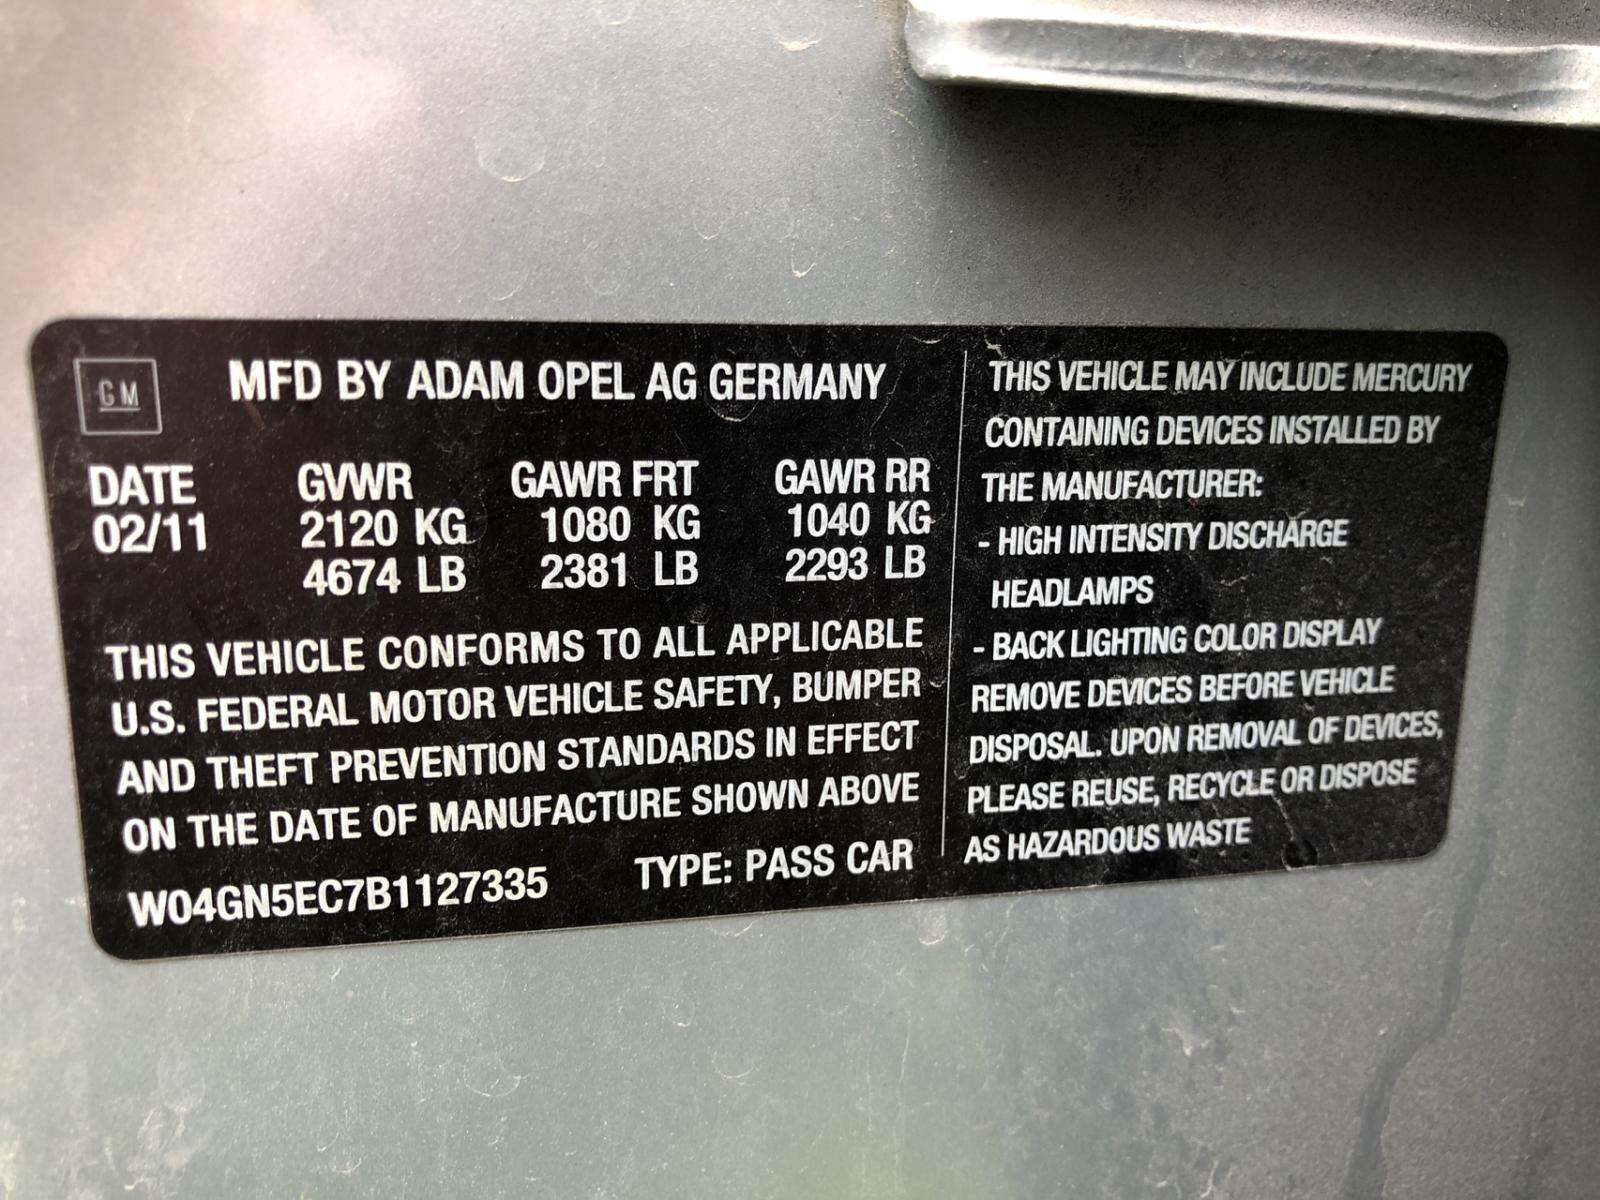 GM
MFD BY ADAM OPEL AG GERMANY
DATE GVWR GAWR FRT GAWR RR
02/11 2120 KG 1080 KG 1040 KG
4674 LB 2381 LB 2293 LB
THIS VEHICLE CONFORMS TO ALL APPLICABLE
U.S. FEDERAL MOTOR VEHICLE SAFETY, BUMPER
AND THEFT PREVENTION STANDARDS IN EFFECT
ON THE DATE OF MANUFACTURE SHOWN ABOVE
W04GN5EC7B1127335 TYPE: PASS CAR
THIS VEHICLE MAY INCLUDE MERCURY
CONTAINING DEVICES INSTALLED BY
THE MANUFACTURER:
- HIGH INTENSITY DISCHARGE
HEADLAMPS
- BACK LIGHTING COLOR DISPLAY
REMOVE DEVICES BEFORE VEHICLE
DISPOSAL. UPON REMOVAL OF DEVICES,
PLEASE REUSE, RECYCLE OR DISPOSE
AS HAZARDOUS WASTE